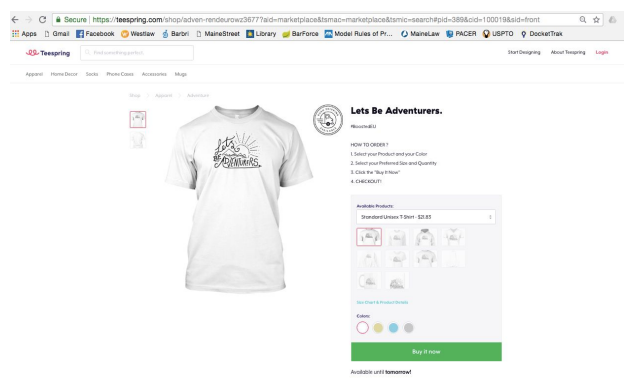 Secure | https://teespring.com/shop/adven-rendeurowz3677?aid=marketplace&tsmac=marketplace&tsmic=search#pid=389&cid=100019&sid=front
Apps Gmail Facebook Westlaw Barbri MaineStreet Library BarForce Model Rules of Pr... MaineLaw PACER USPTO DocketTrak
Teespring Find something perfect Start Designing About Teespring Login
Apparel Home Decor Socks Phone Cases Accessories Mugs
Shop Apparel Adventurer
Let's
BE ADVENTURERS.
Lets Be Adventurers.
HOW TO ORDER ?
1. Select your Product and your Color
2. Select your Preferred Size and Quantity
3. Click the "Buy It Now"
4. CHECKOUT!
Available Products:
Standard Unisex T-Shirt - $21.83
Size Chart & Product Details
Colors:
Buy it now
Available until tomorrow!